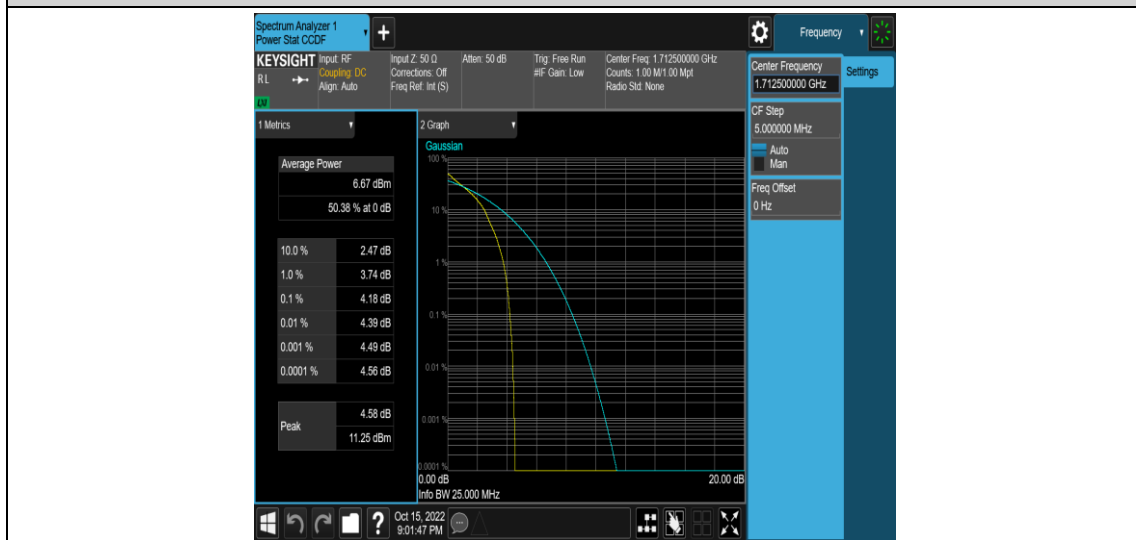 Spectrum Analyzer 1
Power Stat CCDF
+
Frequency
KEYSIGHT
RL
LXI
Input: RF
Coupling: DC
Align: Auto
Input Z: 50 Ω
Corrections: Off
Freq Ref: Int (S)
Atten: 50 dB
Trig: Free Run
#IF Gain: Low
Center Freq: 1.712500000 GHz
Counts: 1.00 M/1.00 Mpt
Radio Std: None
Center Frequency
1.712500000 GHz
Settings
CF Step
5.000000 MHz
Auto
Man
Freq Offset
0 Hz
1 Metrics
Average Power
6.67 dBm
50.38 % at 0 dB
10.0 % 2.47 dB
1.0 % 3.74 dB
0.1 % 4.18 dB
0.01 % 4.39 dB
0.001 % 4.49 dB
0.0001 % 4.56 dB
Peak 4.58 dB
11.25 dBm
2 Graph
Gaussian
100 %
10 %
1 %
0.1 %
0.01 %
0.001 %
0.0001 %
0.00 dB 20.00 dB
Info BW 25.000 MHz
?
Oct 15, 2022
9:01:47 PM